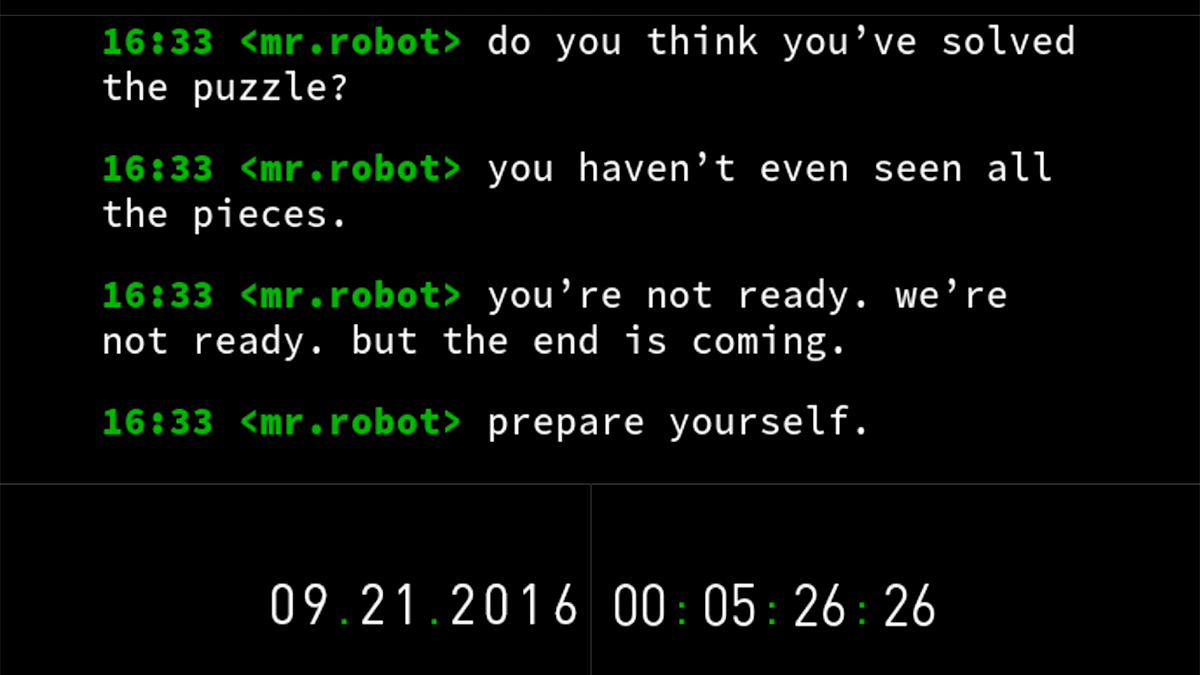 16:33 <mr.robot> do you think you’ve solved
the puzzle?
16:33 <mr.robot> you haven’t even seen all
the pieces.
16:33 <mr.robot> you’re not ready. we’re
not ready. but the end is coming.
16:33 <mr.robot> prepare yourself.
09.21.2016 00:05:26:26